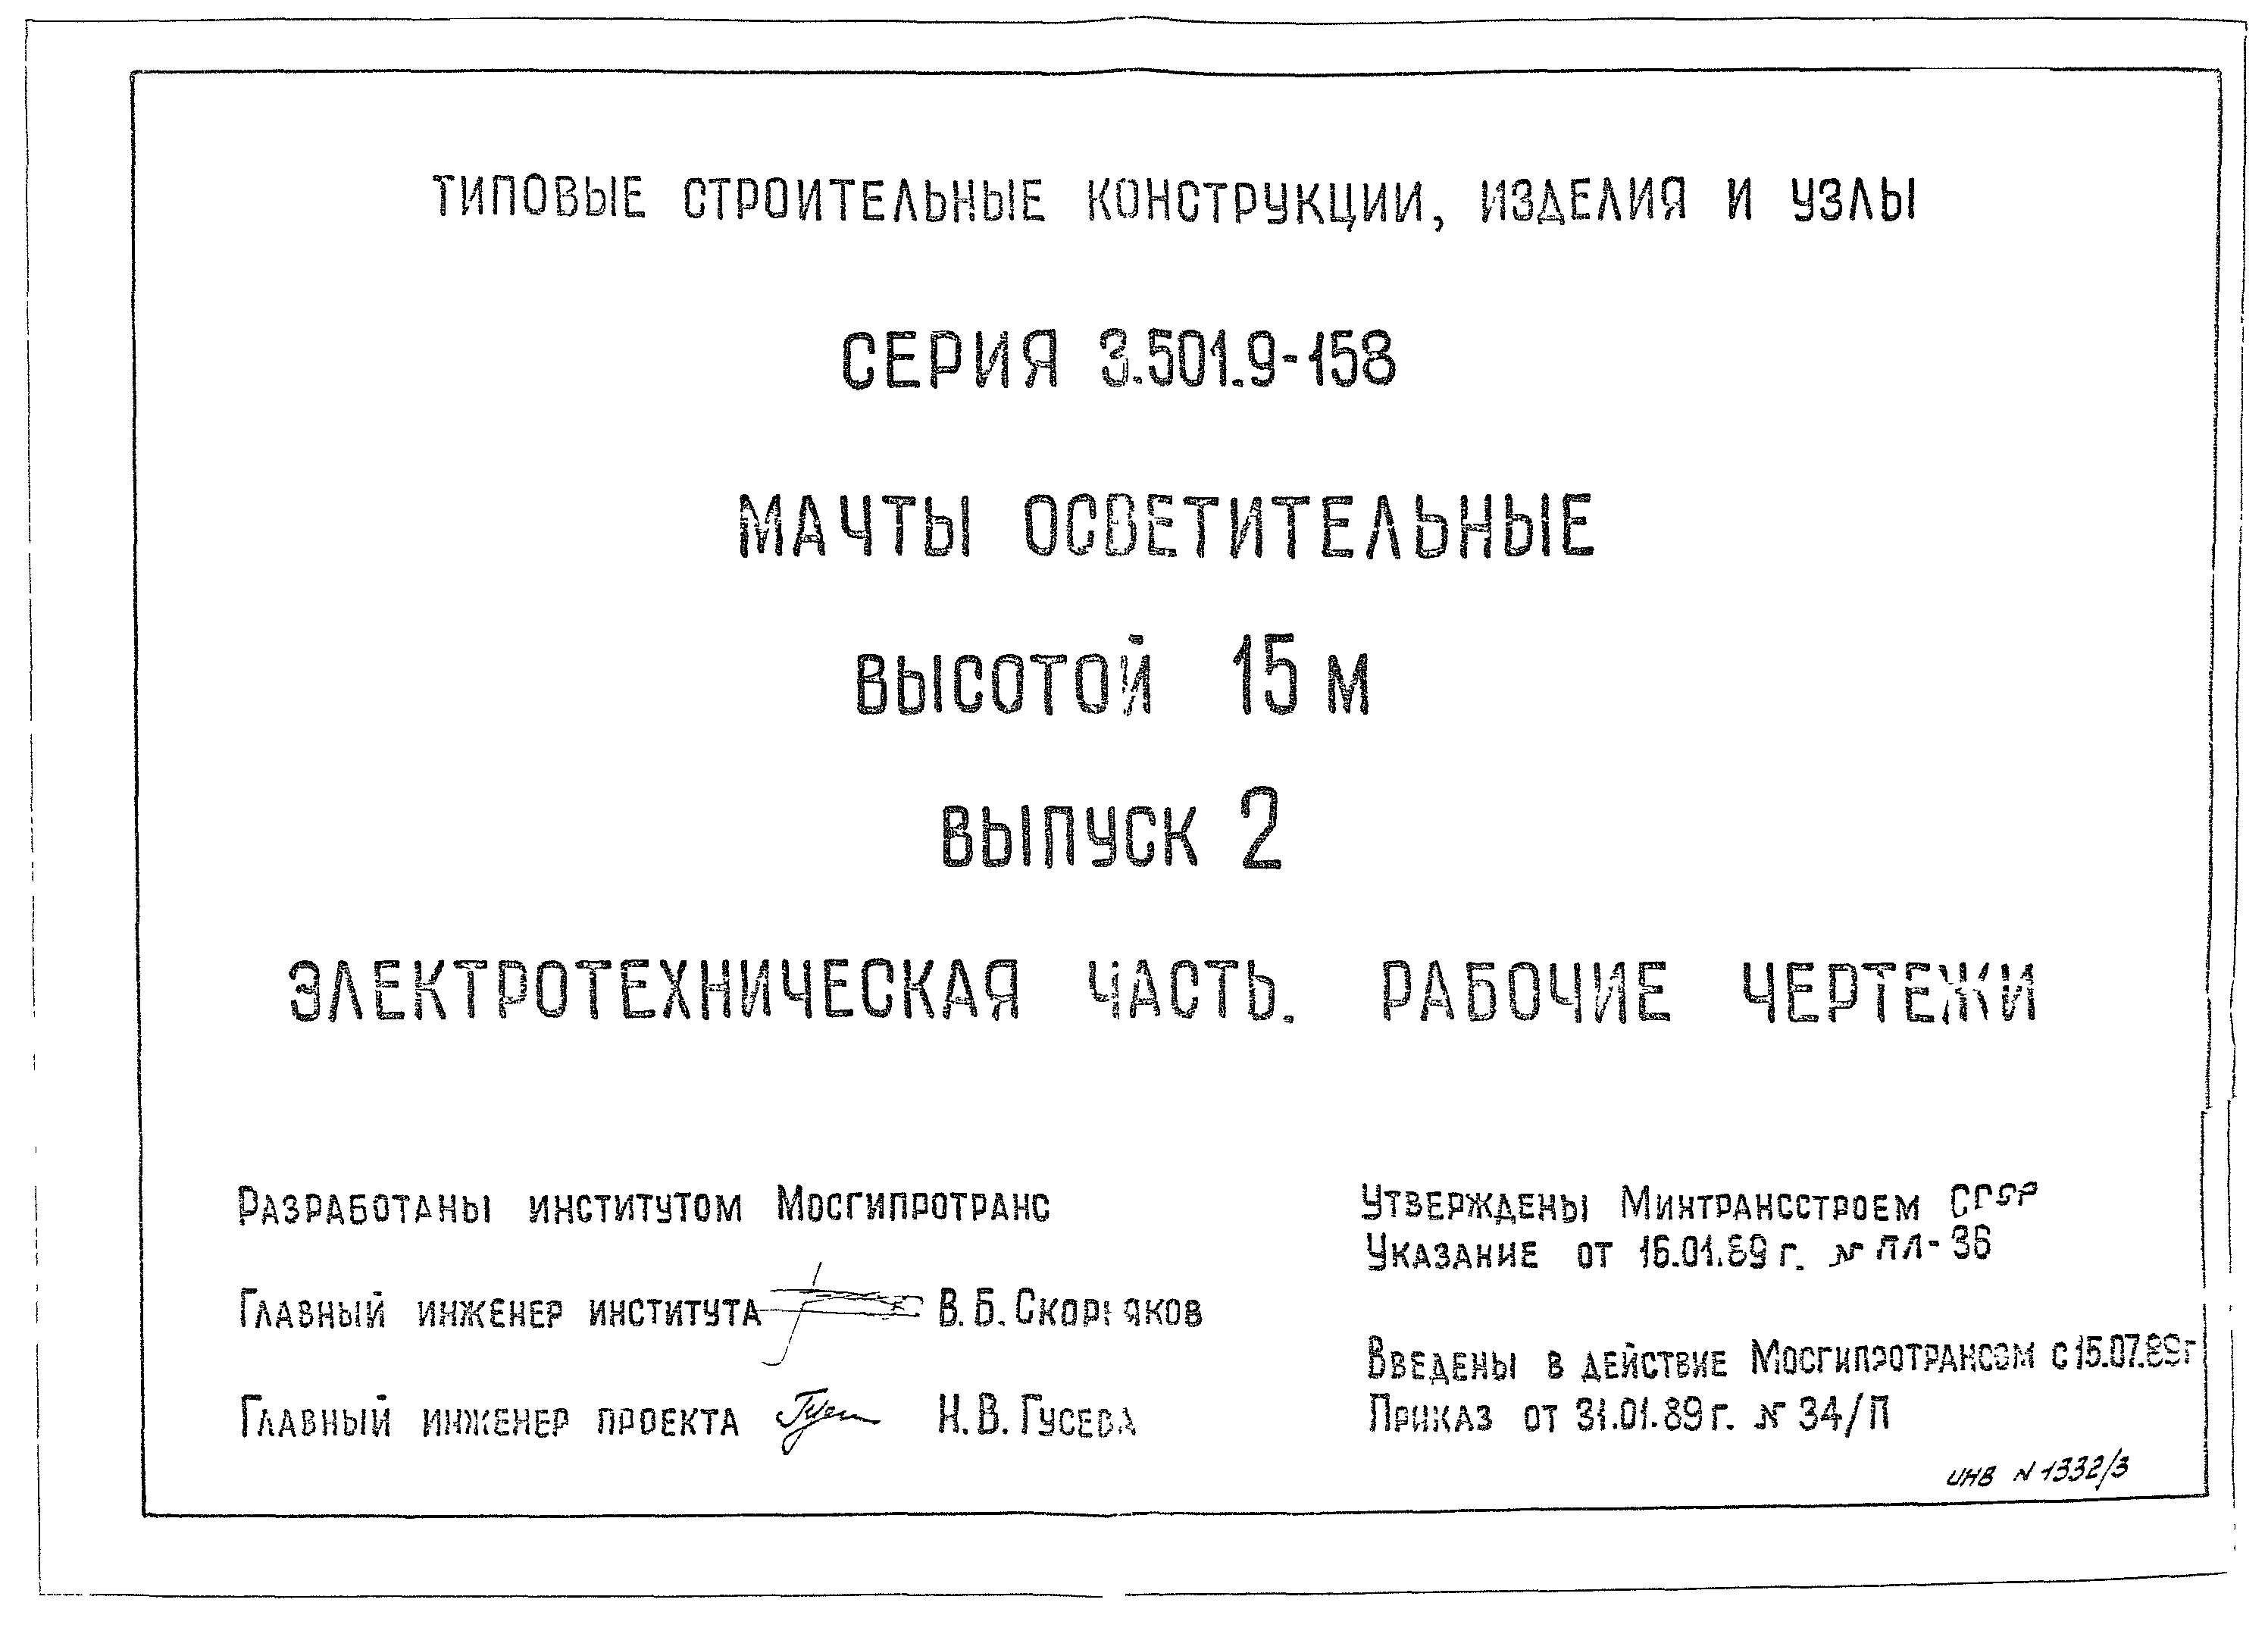 ТИПОВЫЕ СТРОИТЕЛЬНЫЕ КОНСТРУКЦИИ, ИЗДЕЛИЯ И УЗЛЫ
СЕРИЯ 3.501.9-158
МАЧТЫ ОСВЕТИТЕЛЬНЫЕ
ВЫСОТОЙ 15 М
ВЫПУСК 2
ЭЛЕКТРОТЕХНИЧЕСКАЯ ЧАСТЬ. РАБОЧИЕ ЧЕРТЕЖИ
РАЗРАБОТАНЫ ИНСТИТУТОМ МОСГИПРОТРАНС
ГЛАВНЫЙ ИНЖЕНЕР ИНСТИТУТА В. Б. СКОРНЯКОВ
ГЛАВНЫЙ ИНЖЕНЕР ПРОЕКТА Н. В. ГУСЕВА
УТВЕРЖДЕНЫ МИНТРАНССТРОЕМ СССР
УКАЗАНИЕ ОТ 16.01.89 г. № ПЛ-36
ВВЕДЕНЫ В ДЕЙСТВИЕ МОСГИПРОТРАНСОМ С 15.07.89г
ПРИКАЗ ОТ 31.01.89 г. № 34/П
ИНВ № 1332/3